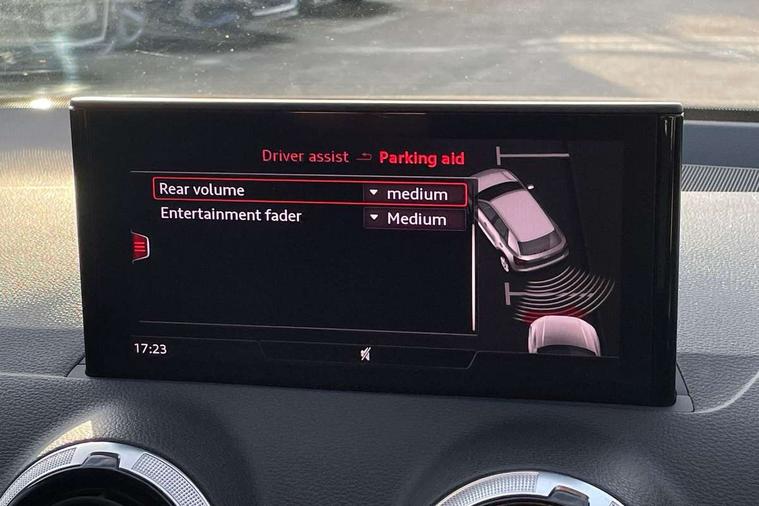 Driver assist Parking aid
Rear volume medium
Entertainment fader Medium
17:23